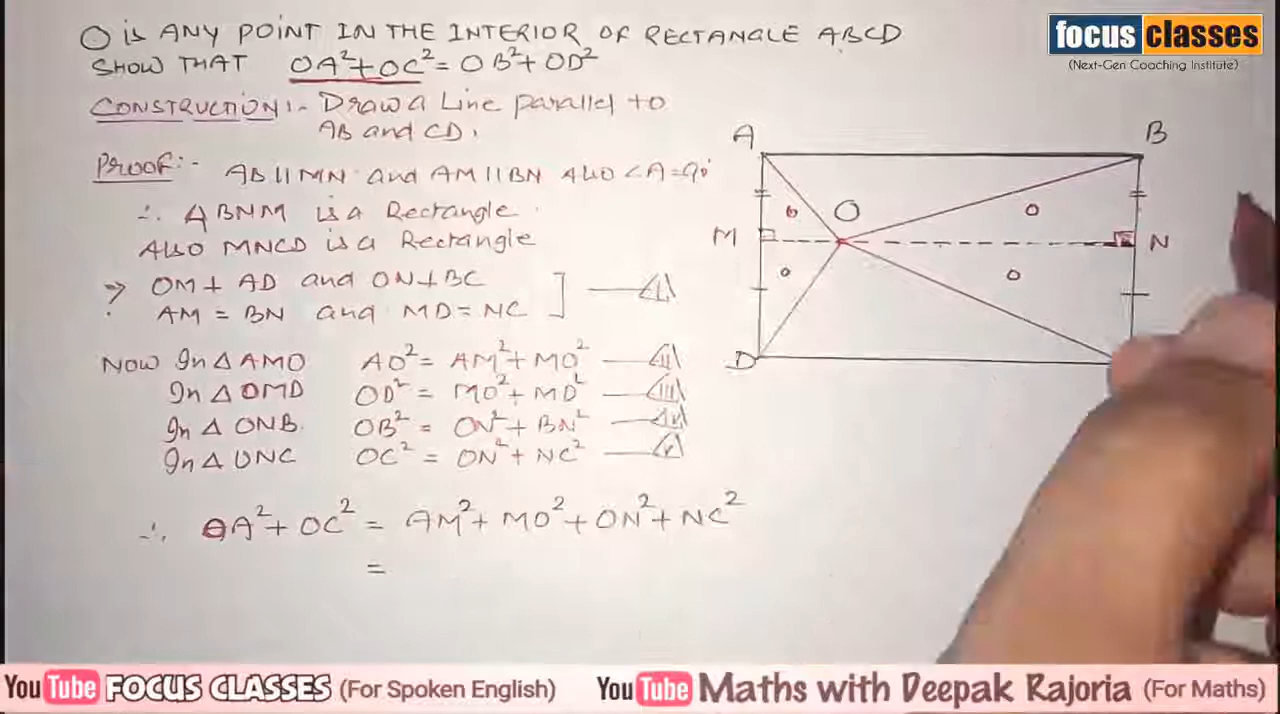 O is ANY POINT IN THE INTERIOR OF RECTANGLE ABCD
SHOW THAT OA²+OC²=OB²+OD²
CONSTRUCTION:- Draw a Line parallel to
AB and CD.
Proof:- AB||MN and AM||BN ALSO <A=90°
∴ ABNM is a Rectangle.
ALSO MNCD is a Rectangle
⇒ OM⊥AD and ON⊥BC
AM = BN and MD=NC (I)
NOW In △ AMO AO² = AM²+MO² (II)
In △ OMD OD² = MO²+MD² (III)
In △ ONB. OB² = ON²+BN² (IV)
In △ ONC OC² = ON²+NC² (V)
∴ OA²+OC² = AM²+MO²+ON²+NC²
=
A
B
O
M
N
D
focus classes
(Next-Gen Coaching Institute)
YouTube FOCUS CLASSES (For Spoken English) YouTube Maths with Deepak Rajoria (For Maths)